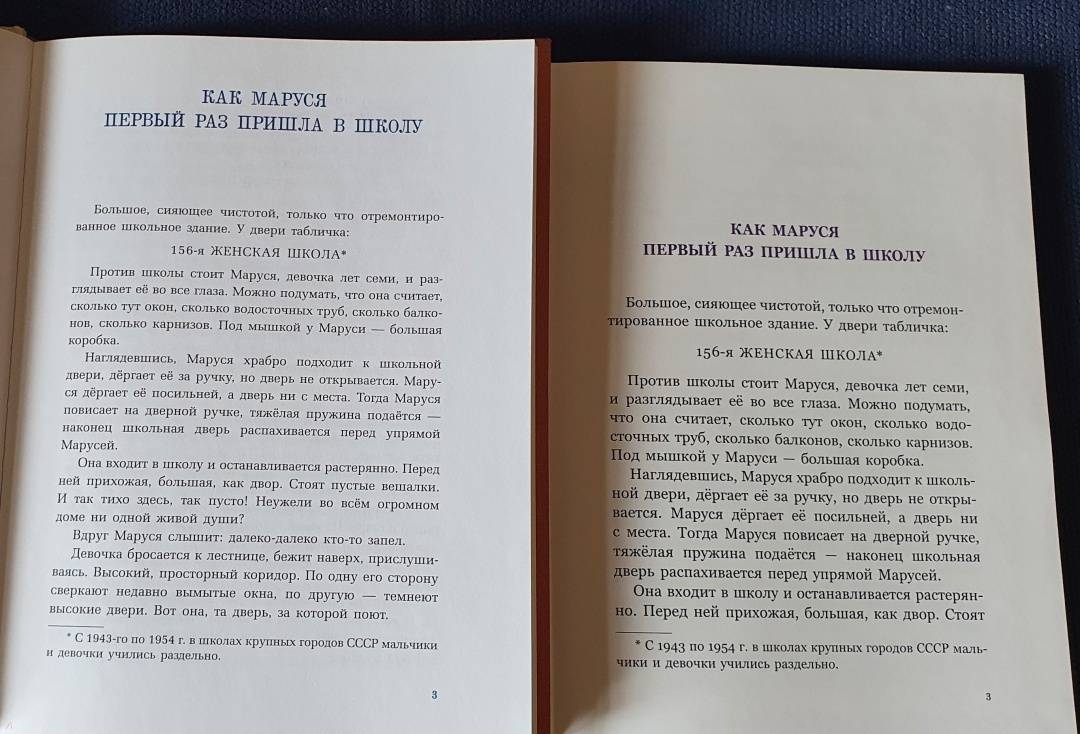 КАК МАРУСЯ
ПЕРВЫЙ РАЗ ПРИШЛА В ШКОЛУ
Большое, сияющее чистотой, только что отремонтиро-
ванное школьное здание. У двери табличка:
156-я ЖЕНСКАЯ ШКОЛА*
Против школы стоит Маруся, девочка лет семи, и раз-
глядывает её во все глаза. Можно подумать, что она считает,
сколько тут окон, сколько водосточных труб, сколько балко-
нов, сколько карнизов. Под мышкой у Маруси — большая
коробка.
Наглядевшись, Маруся храбро подходит к школьной
двери, дёргает её за ручку, но дверь не открывается. Мару-
ся дёргает её посильней, а дверь ни с места. Тогда Маруся
повисает на дверной ручке, тяжёлая пружина подаётся —
наконец школьная дверь распахивается перед упрямой
Марусей.
Она входит в школу и останавливается растерянно. Перед
ней прихожая, большая, как двор. Стоят пустые вешалки.
И так тихо здесь, так пусто! Неужели во всём огромном
доме ни одной живой души?
Вдруг Маруся слышит: далеко-далеко кто-то запел.
Девочка бросается к лестнице, бежит наверх, прислуши-
ваясь. Высокий, просторный коридор. По одну его сторону
сверкают недавно вымытые окна, по другую — темнеют
высокие двери. Вот она, та дверь, за которой поют.
* С 1943-го по 1954 г. в школах крупных городов СССР мальчики
и девочки учились раздельно.
3
КАК МАРУСЯ
ПЕРВЫЙ РАЗ ПРИШЛА В ШКОЛУ
Большое, сияющее чистотой, только что отремон-
тированное школьное здание. У двери табличка:
156-я ЖЕНСКАЯ ШКОЛА*
Против школы стоит Маруся, девочка лет семи,
и разглядывает её во все глаза. Можно подумать,
что она считает, сколько тут окон, сколько водо-
сточных труб, сколько балконов, сколько карнизов.
Под мышкой у Маруси — большая коробка.
Наглядевшись, Маруся храбро подходит к школь-
ной двери, дёргает её за ручку, но дверь не откры-
вается. Маруся дёргает её посильней, а дверь ни
с места. Тогда Маруся повисает на дверной ручке,
тяжёлая пружина подаётся — наконец школьная
дверь распахивается перед упрямой Марусей.
Она входит в школу и останавливается растерян-
но. Перед ней прихожая, большая, как двор. Стоят
* С 1943 по 1954 г. в школах крупных городов СССР маль-
чики и девочки учились раздельно.
3